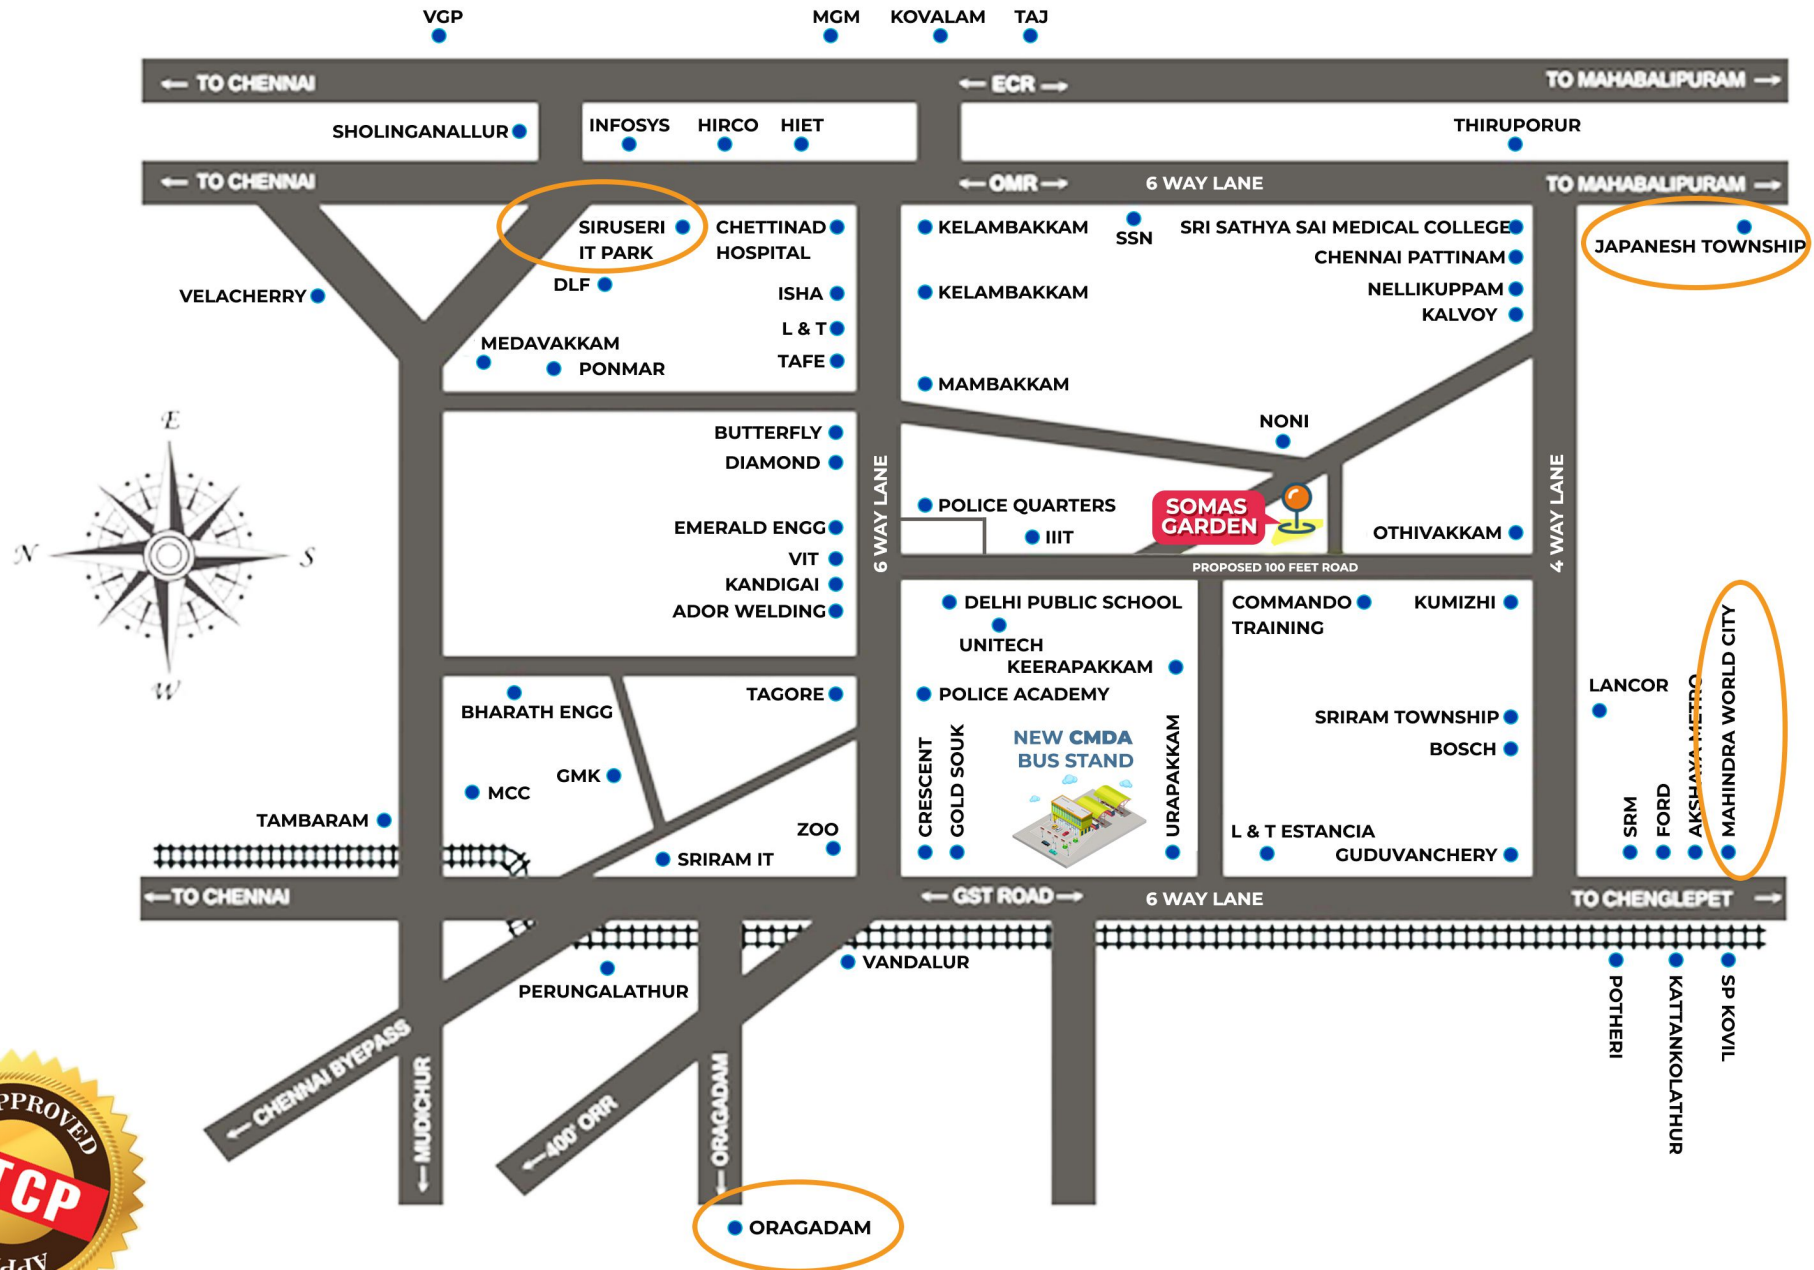 VGP
MGM
KOVALAM
TAJ
← TO CHENNAI
← ECR →
TO MAHABALIPURAM →
SHOLINGANALLUR
INFOSYS
HIRCO
HIET
THIRUPORUR
← TO CHENNAI
← OMR →
6 WAY LANE
TO MAHABALIPURAM →
SIRUSERI
IT PARK
CHETTINAD
HOSPITAL
KELAMBAKKAM
SSN
SRI SATHYA SAI MEDICAL COLLEGE
JAPANESH TOWNSHIP
CHENNAI PATTINAM
DLF
VELACHERRY
ISHA
KELAMBAKKAM
NELLIKUPPAM
KALVOY
L & T
MEDAVAKKAM
PONMAR
TAFE
MAMBAKKAM
NONI
E
N
S
W
BUTTERFLY
DIAMOND
6 WAY LANE
4 WAY LANE
POLICE QUARTERS
SOMAS
GARDEN
EMERALD ENGG
IIIT
OTHIVAKKAM
VIT
PROPOSED 100 FEET ROAD
KANDIGAI
ADOR WELDING
DELHI PUBLIC SCHOOL
COMMANDO
TRAINING
KUMIZHI
UNITECH
KEERAPAKKAM
TAGORE
POLICE ACADEMY
BHARATH ENGG
LANCOR
SRIRAM TOWNSHIP
BOSCH
NEW CMDA
BUS STAND
GMK
MCC
TAMBARAM
ZOO
SRIRAM IT
CRESCENT
GOLD SOUK
URAPAKKAM
L & T ESTANCIA
GUDUVANCHERY
SRM
FORD
AKSHAYA METRO
MAHINDRA WORLD CITY
←TO CHENNAI
← GST ROAD →
6 WAY LANE
TO CHENGLEPET →
PERUNGALATHUR
VANDALUR
POTHERI
KATTANKOLATHUR
SP KOVIL
← CHENNAI BYEPASS
← MUDICHUR
← 400' ORR
← ORAGADAM
ORAGADAM
PPROVED
TCP